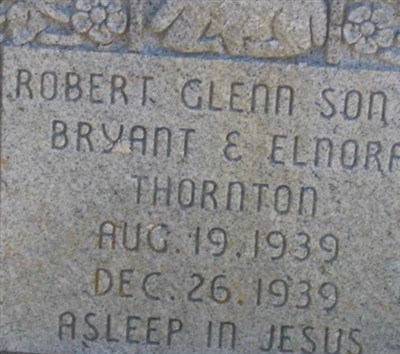 ROBERT GLENN SON
BRYANT & ELNORA
THORNTON
AUG. 19. 1939
DEC. 26. 1939
ASLEEP IN JESUS